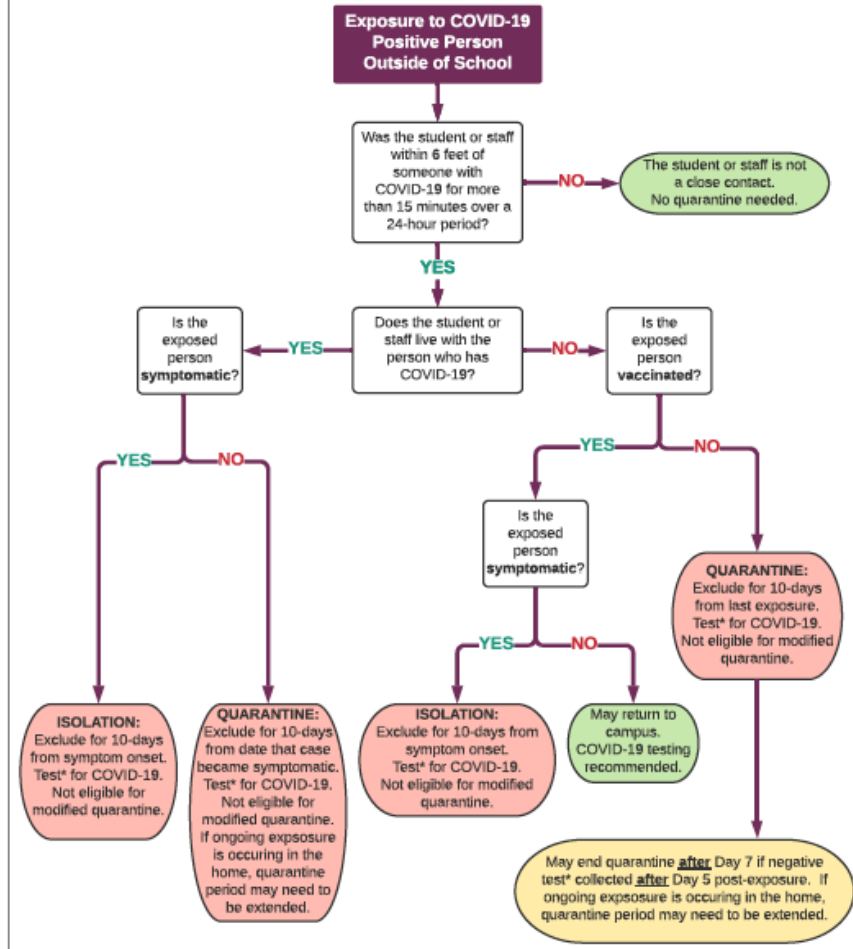 Exposure to COVID-19
Positive Person
Outside of School
Was the student or staff
within 6 feet of
someone with
COVID-19 for more
than 15 minutes over a
24-hour period?
NO
The student or staff is not
a close contact.
No quarantine needed.
YES
Is the
exposed
person
symptomatic?
YES
Does the student or
staff live with the
person who has
COVID-19?
NO
Is the
exposed
person
vaccinated?
YES
NO
YES
NO
Is the
exposed
person
symptomatic?
QUARANTINE:
Exclude for 10-days
from last exposure.
Test* for COVID-19.
Not eligible for modified
quarantine.
YES
NO
ISOLATION:
Exclude for 10-days
from symptom onset.
Test* for COVID-19.
Not eligible for
modified quarantine.
QUARANTINE:
Exclude for 10-days
from date that case
became symptomatic.
Test* for COVID-19.
Not eligible for
modified quarantine.
If ongoing expsosure
is occuring in the
home, quarantine
period may need to
be extended.
ISOLATION:
Exclude for 10-days from
symptom onset.
Test* for COVID-19.
Not eligible for modified
quarantine.
May return to
campus.
COVID-19 testing
recommended.
May end quarantine after Day 7 if negative
test* collected after Day 5 post-exposure. If
ongoing expsosure is occuring in the home,
quarantine period may need to be extended.